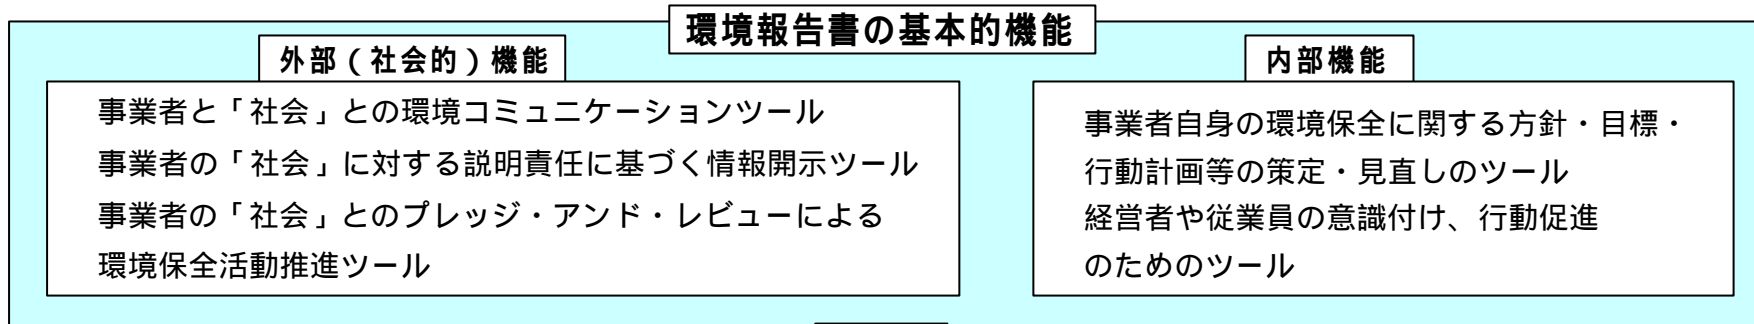 環境報告書の基本的機能
外部（社会的）機能
事業者と「社会」との環境コミュニケーションツール
事業者の「社会」に対する説明責任に基づく情報開示ツール
事業者の「社会」とのプレッジ・アンド・レビューによる
環境保全活動推進ツール
内部機能
事業者自身の環境保全に関する方針・目標・
行動計画等の策定・見直しのツール
経営者や従業員の意識付け、行動促進
のためのツール